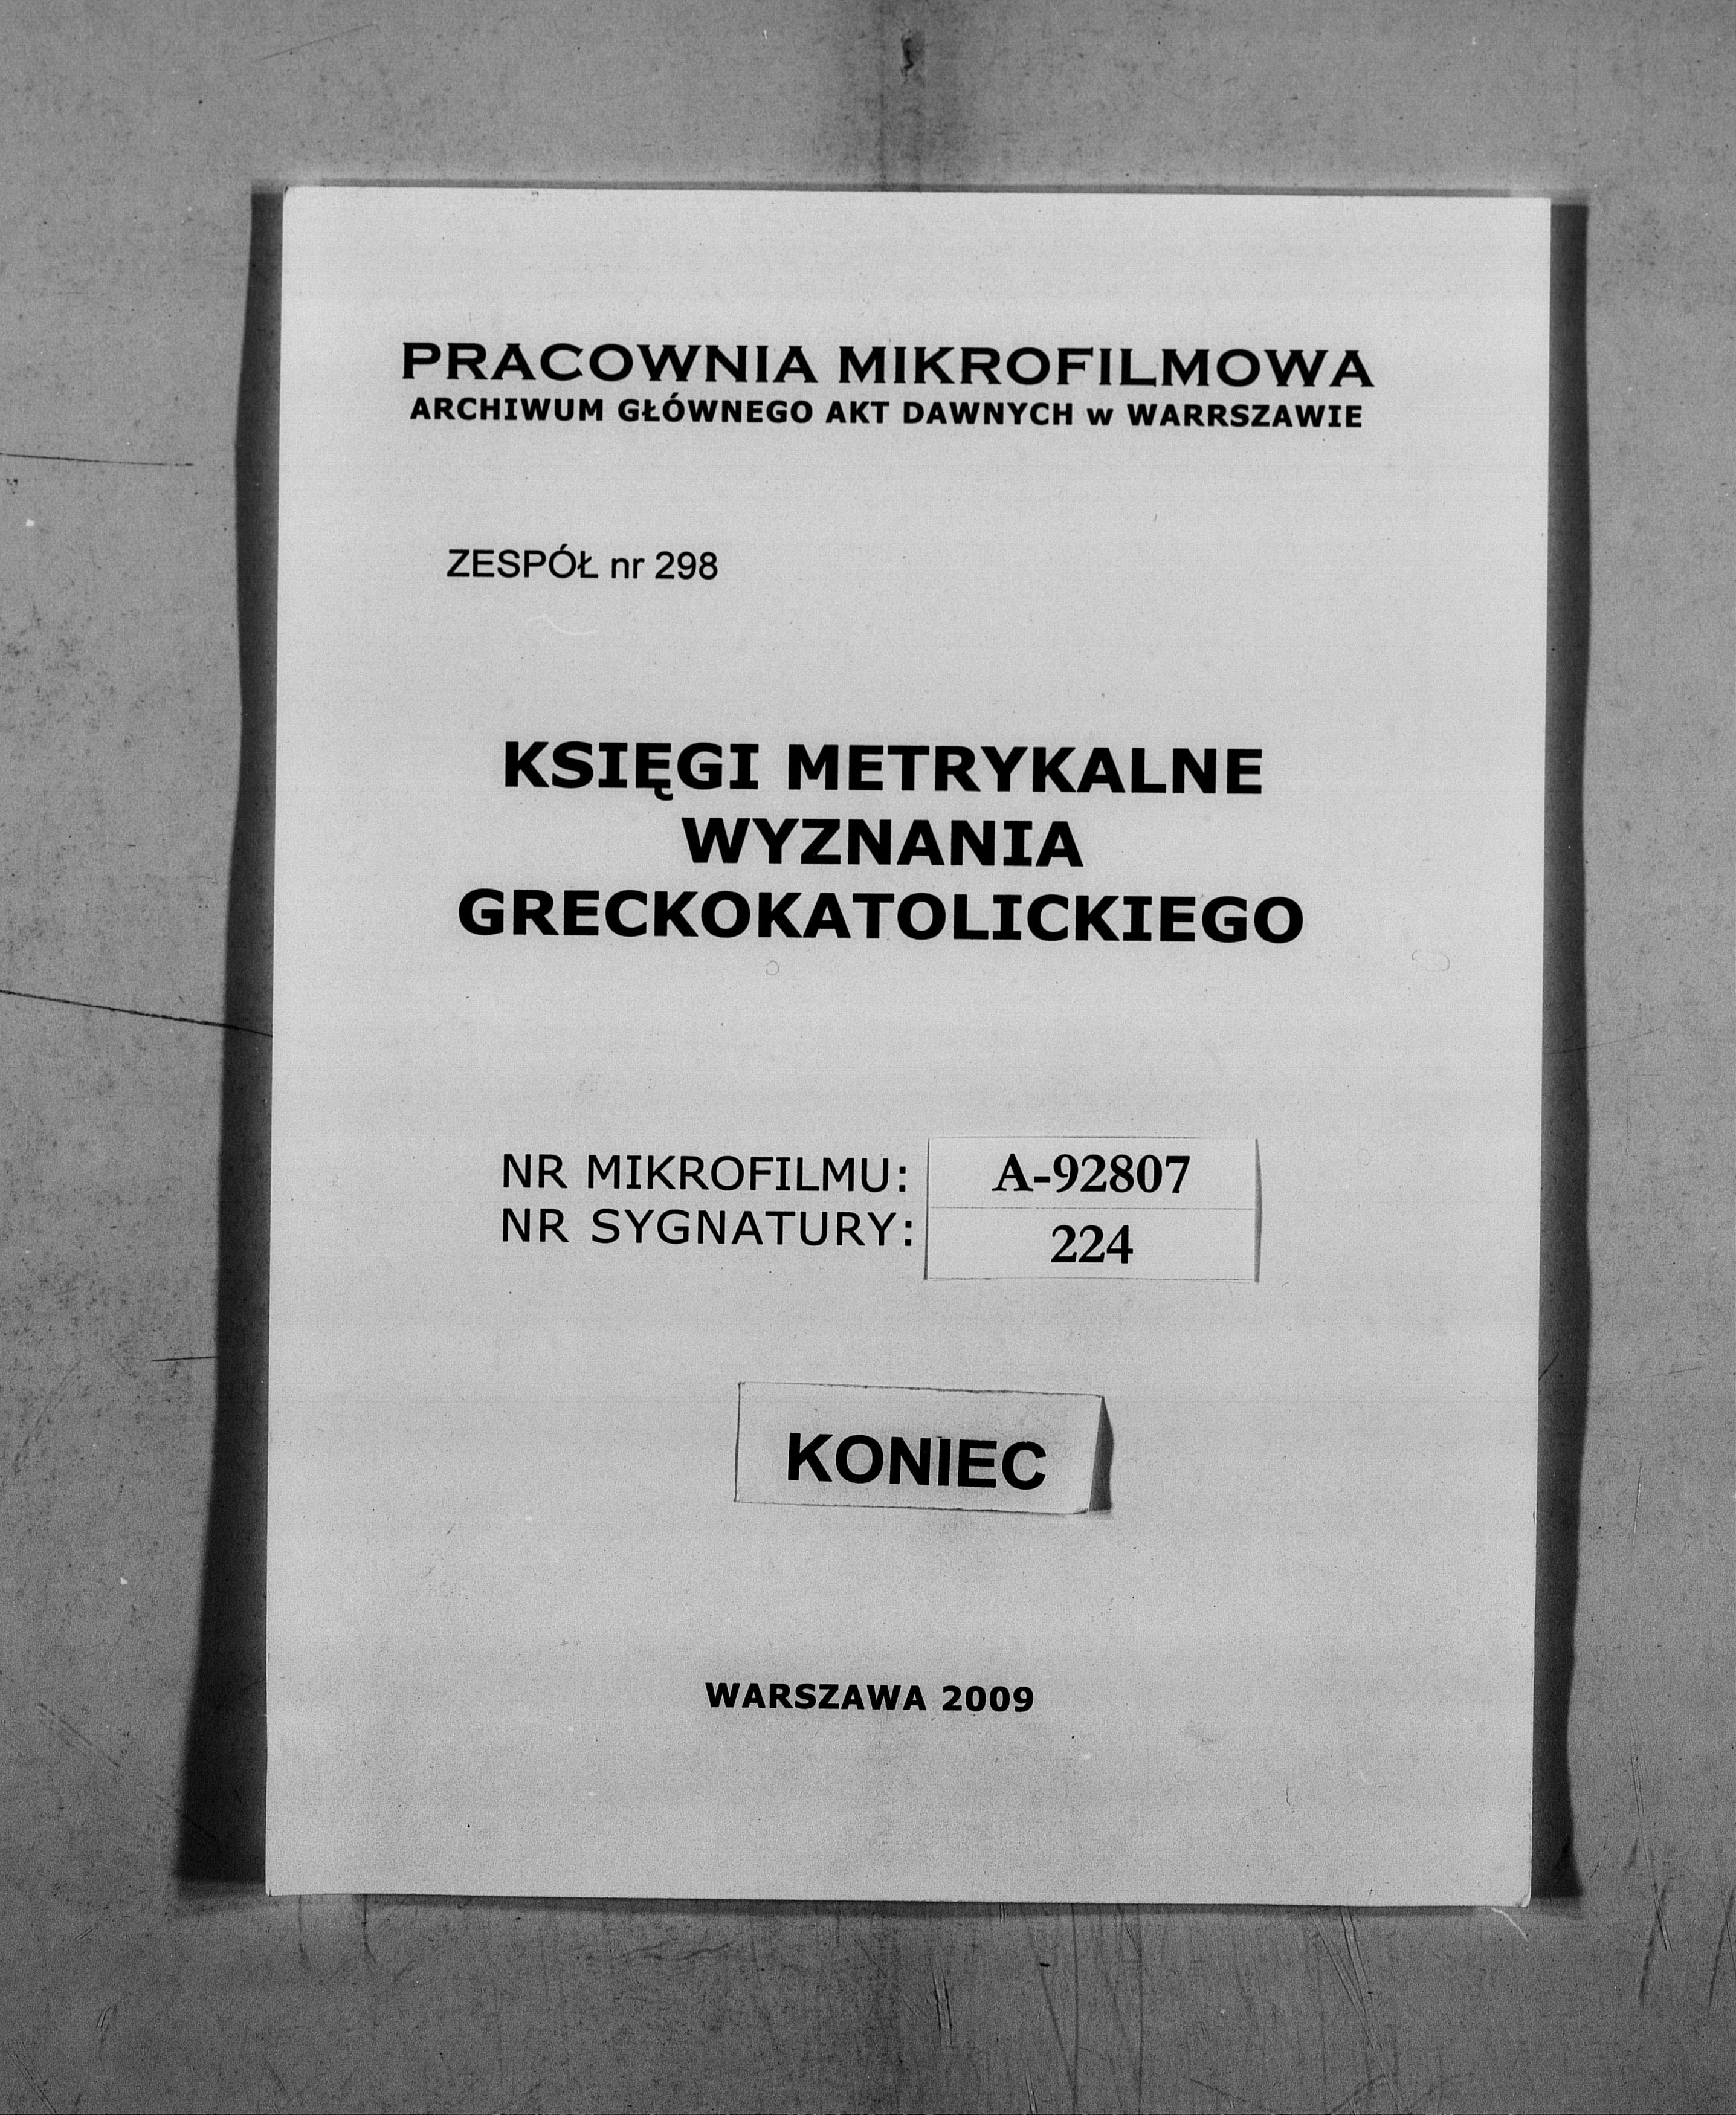 PRACOWNIA MIKROFILMOWA
ARCHIWUM GŁÓWNEGO AKT DAWNYCH w WARRSZAWIE
ZESPÓŁ nr 298
KSIĘGI METRYKALNE
WYZNANIA
GRECKOKATOLICKIEGO
NR MIKROFILMU: A-92807
NR SYGNATURY: 224
KONIEC
WARSZAWA 2009